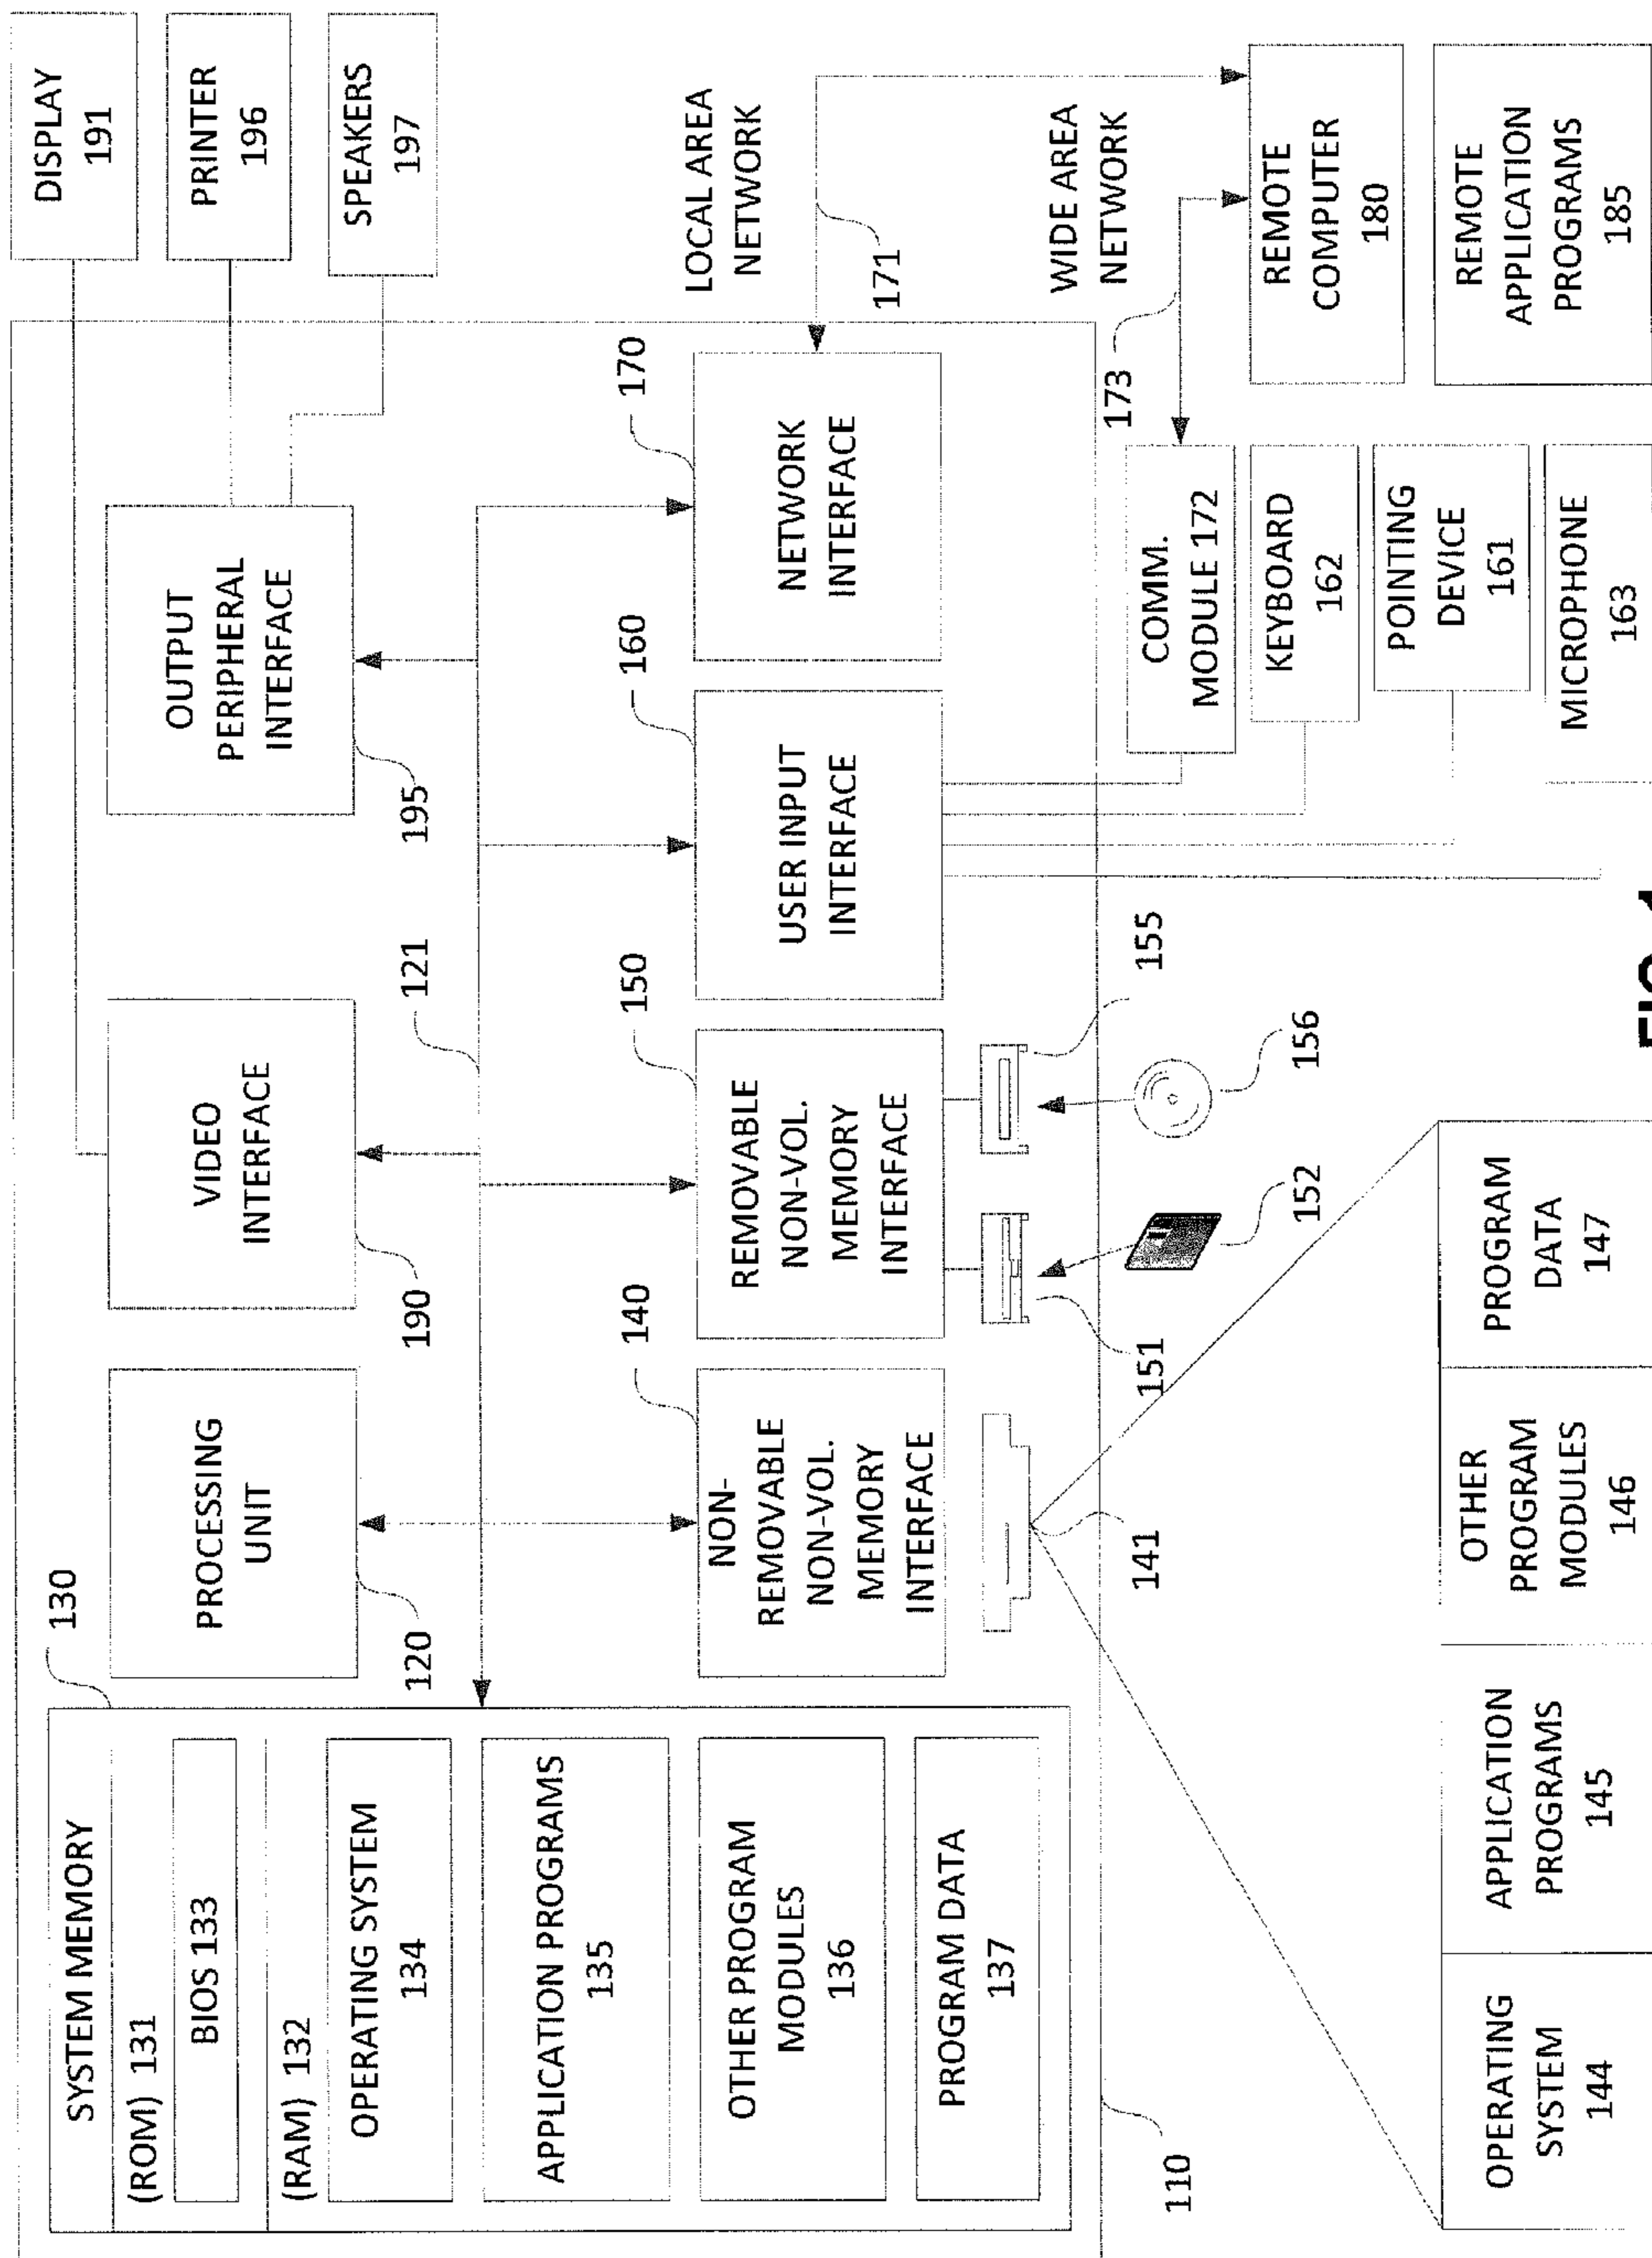 SYSTEM MEMORY
(ROM) 131
BIOS 133
(RAM) 132
OPERATING SYSTEM
134
APPLICATION PROGRAMS
135
OTHER PROGRAM
MODULES
136
PROGRAM DATA
137
130
PROCESSING
UNIT
120
VIDEO
INTERFACE
190
121
OUTPUT
PERIPHERAL
INTERFACE
195
DISPLAY
191
PRINTER
196
SPEAKERS
197
NON-
REMOVABLE
NON-VOL.
MEMORY
INTERFACE
140
REMOVABLE
NON-VOL.
MEMORY
INTERFACE
150
USER INPUT
INTERFACE
160
NETWORK
INTERFACE
170
LOCAL AREA
NETWORK
171
WIDE AREA
NETWORK
173
141
151
152
155
156
110
COMM.
MODULE 172
KEYBOARD
162
POINTING
DEVICE
161
MICROPHONE
163
REMOTE
COMPUTER
180
REMOTE
APPLICATION
PROGRAMS
185
OPERATING
SYSTEM
144
APPLICATION
PROGRAMS
145
OTHER
PROGRAM
MODULES
146
PROGRAM
DATA
147